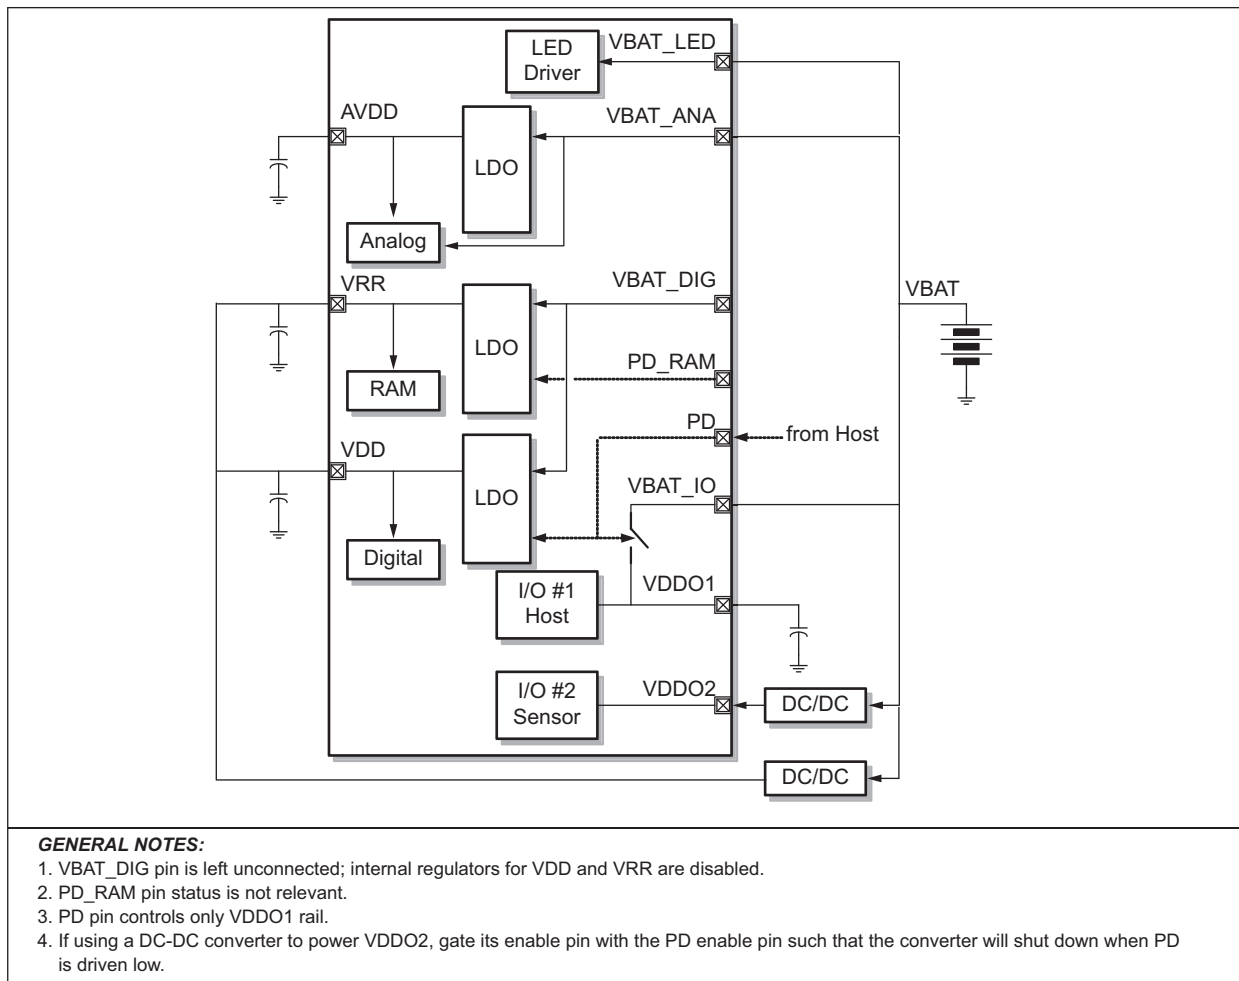 LED
Driver
VBAT_LED
AVDD
VBAT_ANA
LDO
Analog
VRR
VBAT_DIG
VBAT
LDO
PD_RAM
RAM
PD
from Host
VDD
LDO
VBAT_IO
Digital
I/O #1
Host
VDDO1
I/O #2
Sensor
VDDO2
DC/DC
DC/DC
GENERAL NOTES:
1. VBAT_DIG pin is left unconnected; internal regulators for VDD and VRR are disabled.
2. PD_RAM pin status is not relevant.
3. PD pin controls only VDDO1 rail.
4. If using a DC-DC converter to power VDDO2, gate its enable pin with the PD enable pin such that the converter will shut down when PD
is driven low.